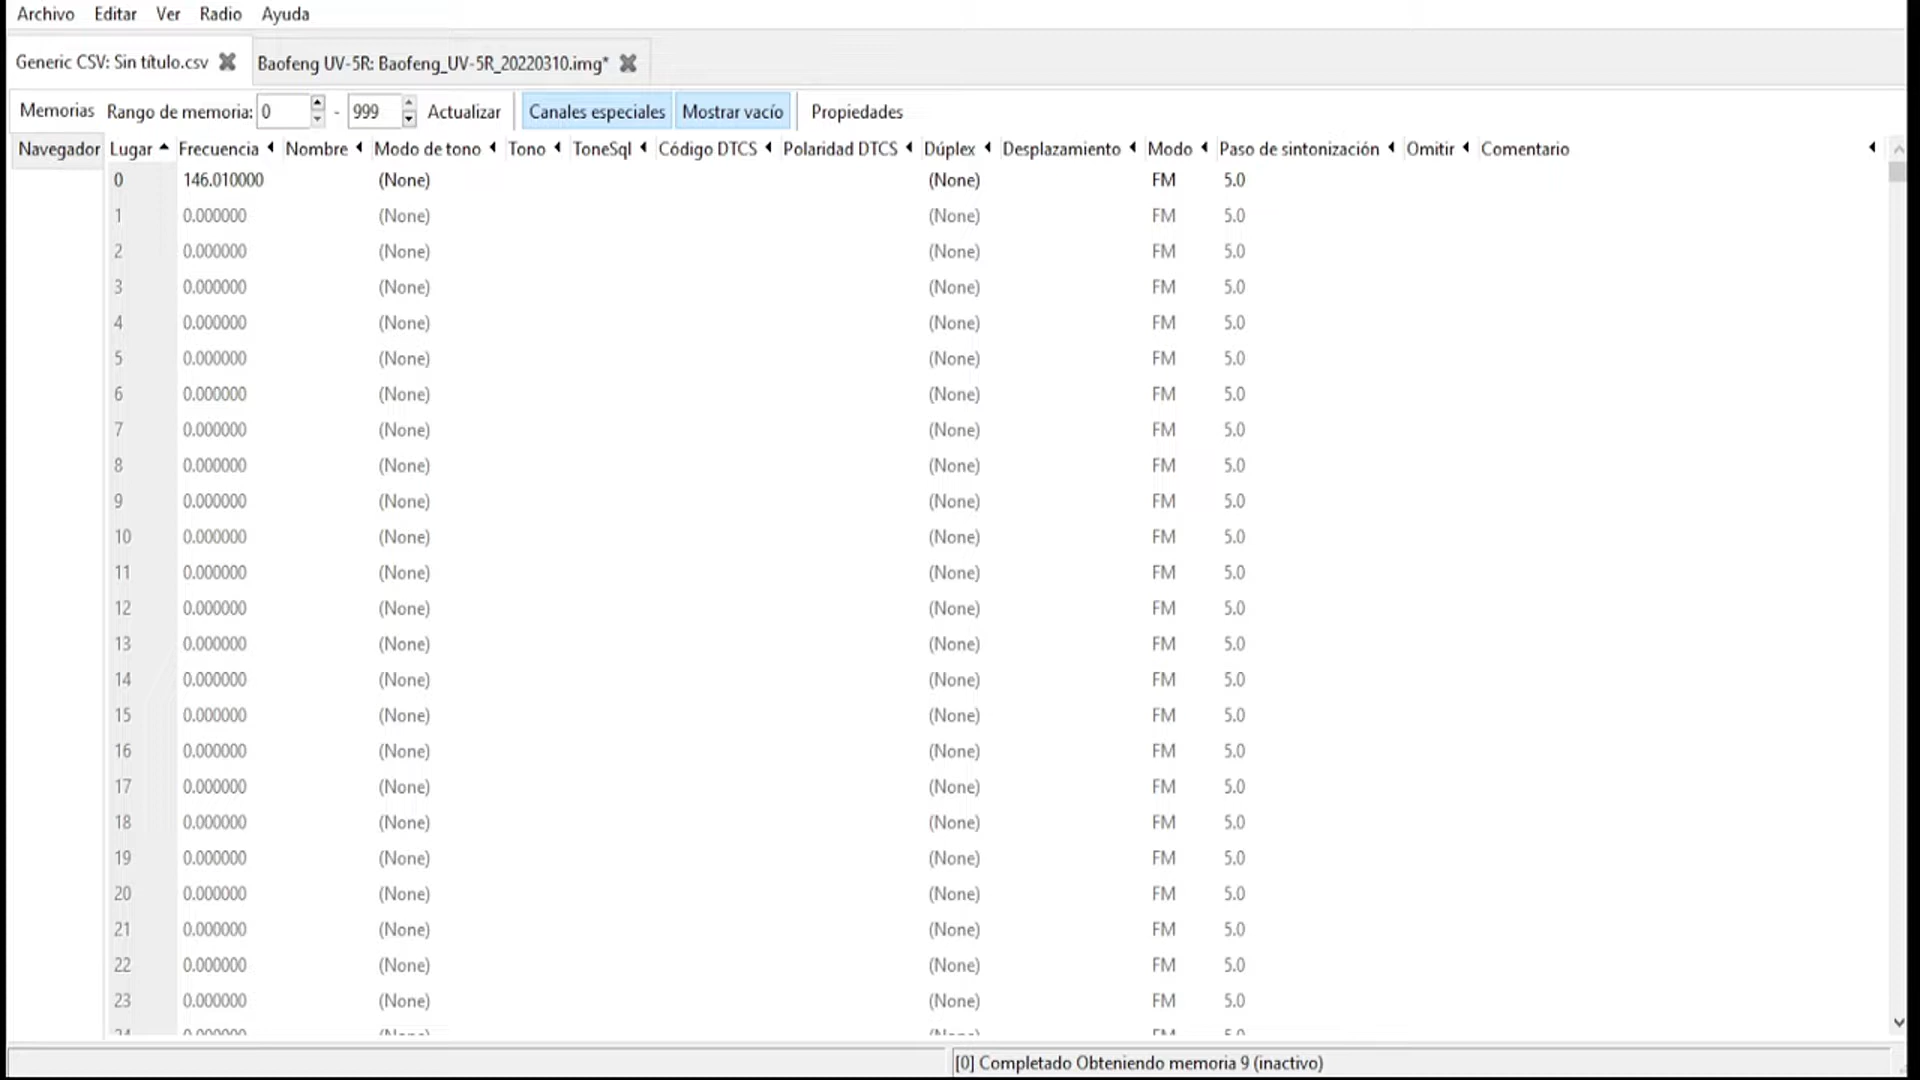 Archivo Editar Ver Radio Ayuda
Generic CSV: Sin título.csv Baofeng UV-5R: Baofeng_UV-5R_20220310.img*
Memorias Rango de memoria: 0 - 999 Actualizar Canales especiales Mostrar vacío Propiedades
Navegador Lugar Frecuencia Nombre Modo de tono Tono ToneSql Código DTCS Polaridad DTCS Dúplex Desplazamiento Modo Paso de sintonización Omitir Comentario
0 146.010000 (None) (None) FM 5.0
1 0.000000 (None) (None) FM 5.0
2 0.000000 (None) (None) FM 5.0
3 0.000000 (None) (None) FM 5.0
4 0.000000 (None) (None) FM 5.0
5 0.000000 (None) (None) FM 5.0
6 0.000000 (None) (None) FM 5.0
7 0.000000 (None) (None) FM 5.0
8 0.000000 (None) (None) FM 5.0
9 0.000000 (None) (None) FM 5.0
10 0.000000 (None) (None) FM 5.0
11 0.000000 (None) (None) FM 5.0
12 0.000000 (None) (None) FM 5.0
13 0.000000 (None) (None) FM 5.0
14 0.000000 (None) (None) FM 5.0
15 0.000000 (None) (None) FM 5.0
16 0.000000 (None) (None) FM 5.0
17 0.000000 (None) (None) FM 5.0
18 0.000000 (None) (None) FM 5.0
19 0.000000 (None) (None) FM 5.0
20 0.000000 (None) (None) FM 5.0
21 0.000000 (None) (None) FM 5.0
22 0.000000 (None) (None) FM 5.0
23 0.000000 (None) (None) FM 5.0
24 0.000000 (None) (None) FM 5.0
[0] Completado Obteniendo memoria 9 (inactivo)